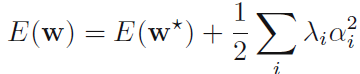 E(w) = E(w⋆) + 1/2 ∑_i λ_i α_i^2